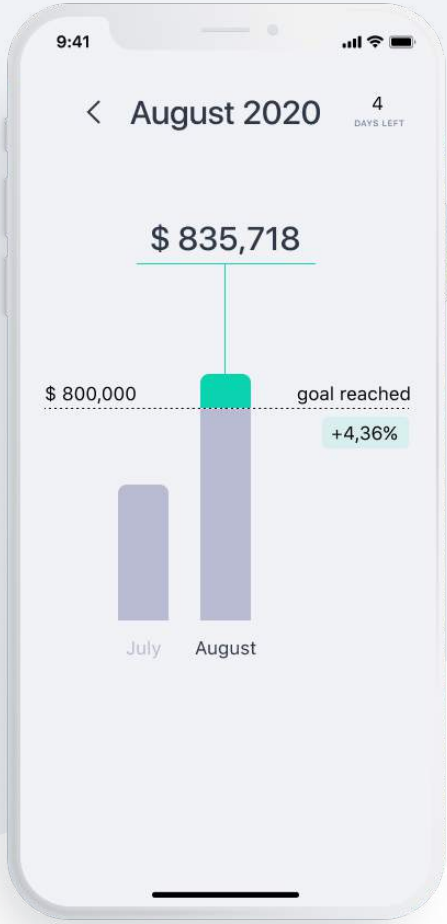 9:41
August 2020
4
DAYS LEFT
$ 835,718
$ 800,000
goal reached
+4,36%
July
August